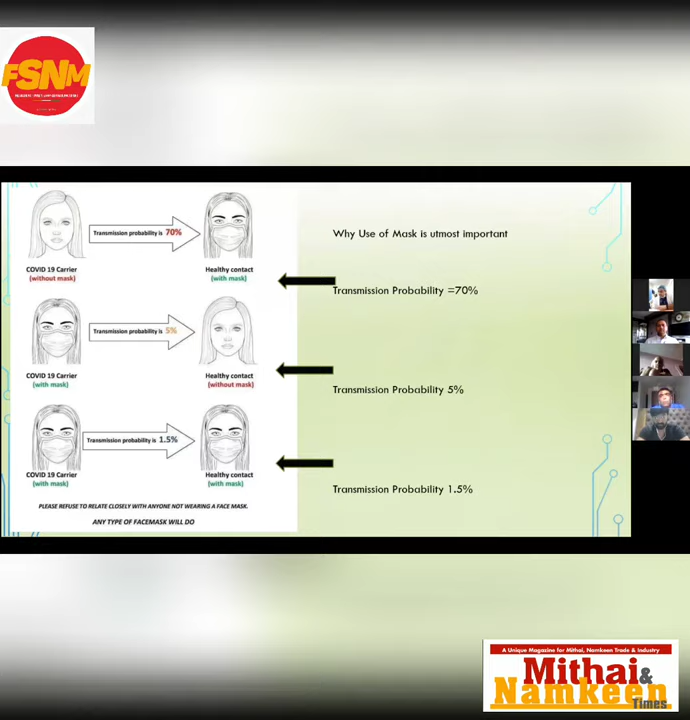 FSNM
Why Use of Mask is utmost important
Transmission probability is 70%
COVID 19 Carrier
(without mask)
Healthy contact
(with mask)
Transmission Probability =70%
Transmission probability is 5%
COVID 19 Carrier
(with mask)
Healthy contact
(without mask)
Transmission Probability 5%
Transmission probability is 1.5%
COVID 19 Carrier
(with mask)
Healthy contact
(with mask)
Transmission Probability 1.5%
PLEASE REFUSE TO RELATE CLOSELY WITH ANYONE NOT WEARING A FACE MASK.
ANY TYPE OF FACEMASK WILL DO
A Unique Magazine for Mithai, Namkeen Trade & Industry
Mithai &
Namkeen
Times